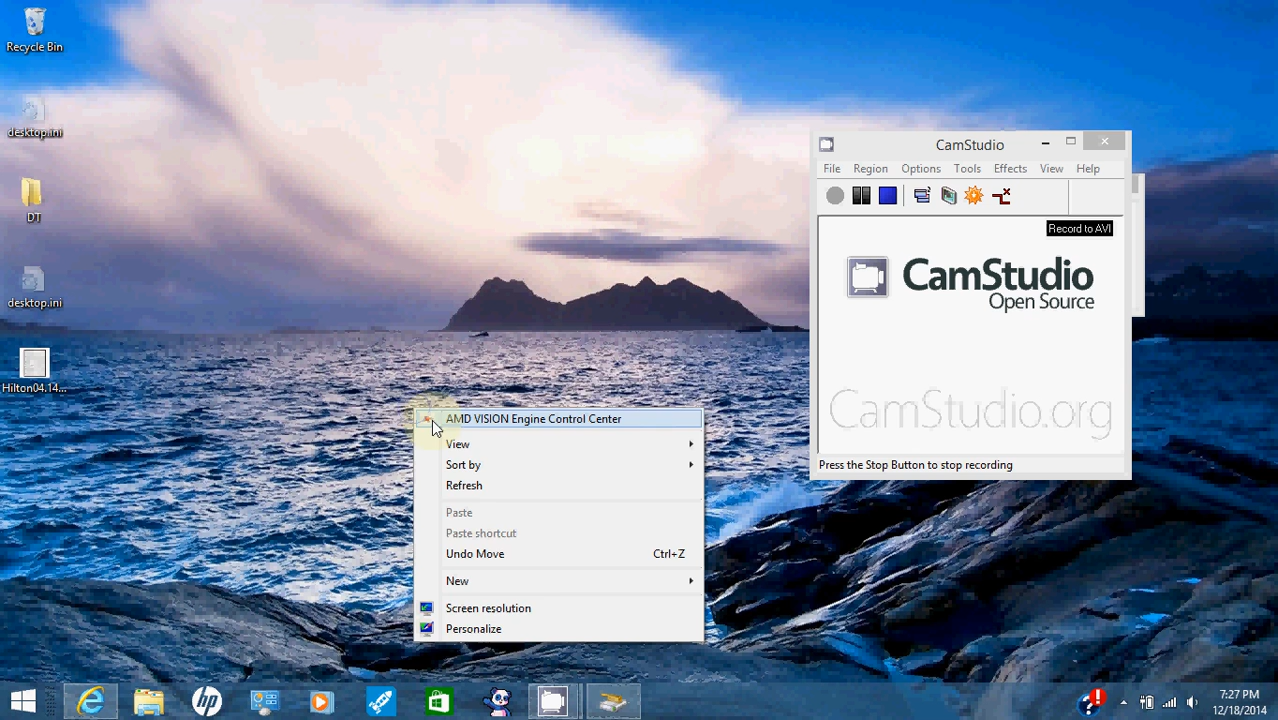 Recycle Bin
desktop.ini
DT
desktop.ini
Hilton04.14...
CamStudio
File Region Options Tools Effects View Help
Record to AVI
CamStudio
Open Source
CamStudio.org
Press the Stop Button to stop recording
AMD VISION Engine Control Center
View
Sort by
Refresh
Paste
Paste shortcut
Undo Move Ctrl+Z
New
Screen resolution
Personalize
hp
7:27 PM
12/18/2014